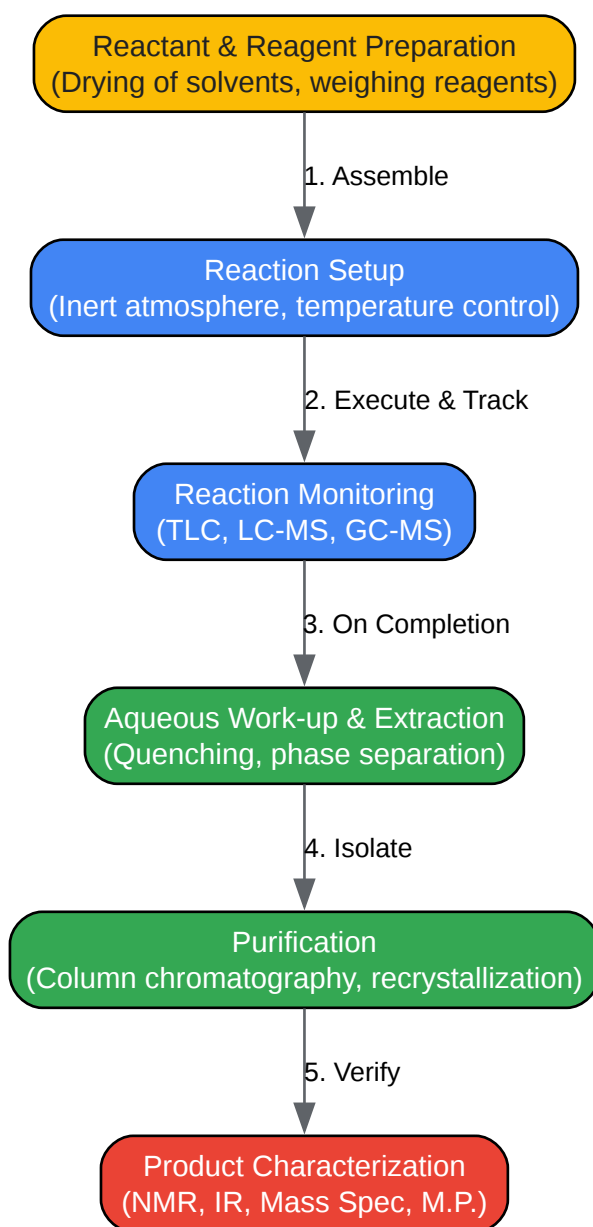 Reactant & Reagent Preparation
(Drying of solvents, weighing reagents)
1. Assemble
Reaction Setup
(Inert atmosphere, temperature control)
2. Execute & Track
Reaction Monitoring
(TLC, LC-MS, GC-MS)
3. On Completion
Aqueous Work-up & Extraction
(Quenching, phase separation)
4. Isolate
Purification
(Column chromatography, recrystallization)
5. Verify
Product Characterization
(NMR, IR, Mass Spec, M.P.)